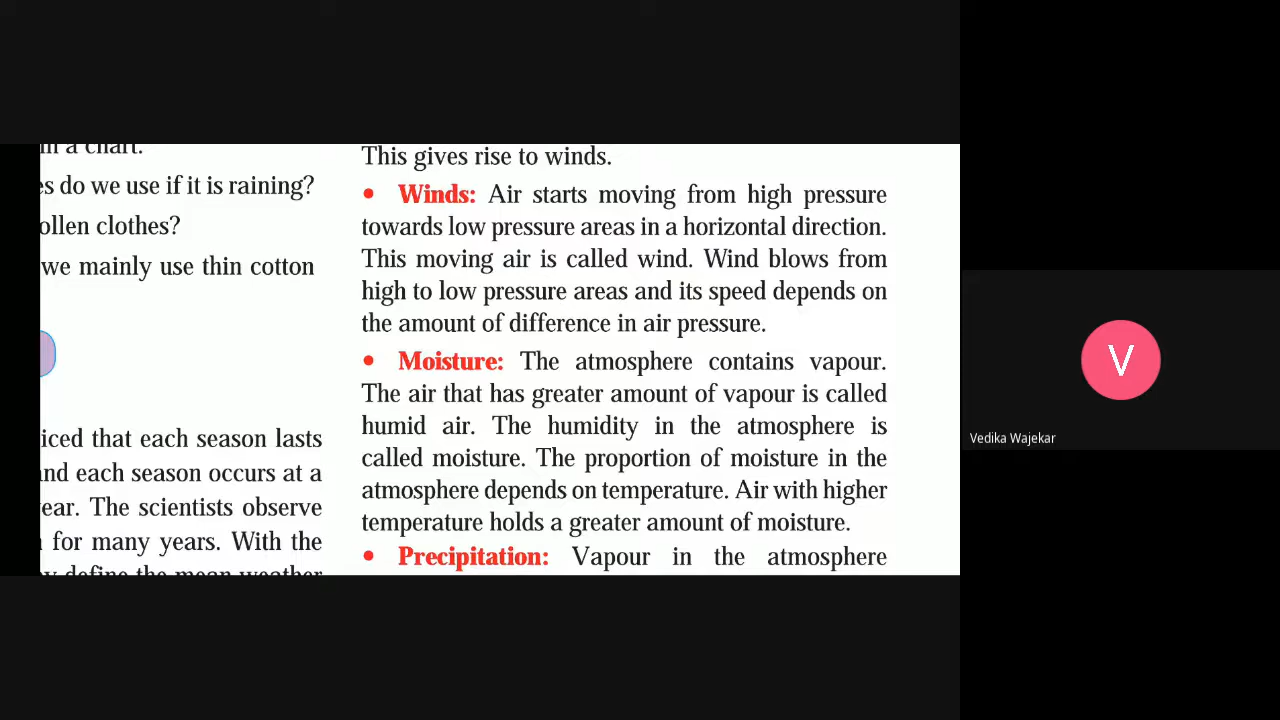 in a chart.
es do we use if it is raining?
ollen clothes?
we mainly use thin cotton
iced that each season lasts
and each season occurs at a
ear. The scientists observe
for many years. With the
define the mean weather
This gives rise to winds.
• Winds: Air starts moving from high pressure
towards low pressure areas in a horizontal direction.
This moving air is called wind. Wind blows from
high to low pressure areas and its speed depends on
the amount of difference in air pressure.
• Moisture: The atmosphere contains vapour.
The air that has greater amount of vapour is called
humid air. The humidity in the atmosphere is
called moisture. The proportion of moisture in the
atmosphere depends on temperature. Air with higher
temperature holds a greater amount of moisture.
• Precipitation: Vapour in the atmosphere
V
Vedika Wajekar